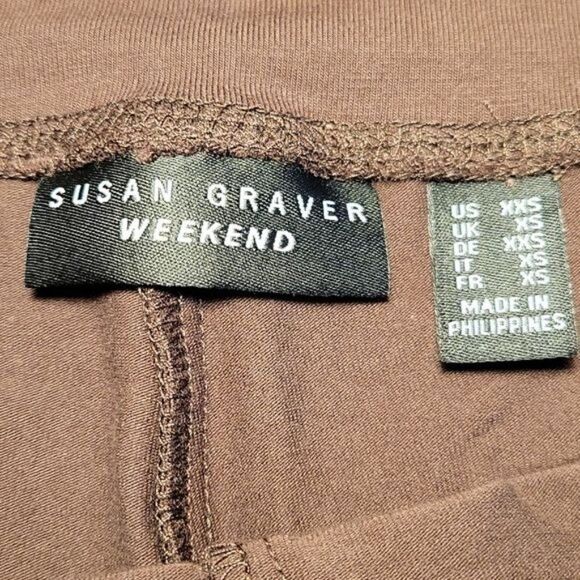 SUSAN GRAVER
WEEKEND
US XXS
UK XS
DE XXS
IT XS
FR XS
MADE IN
PHILIPPINES